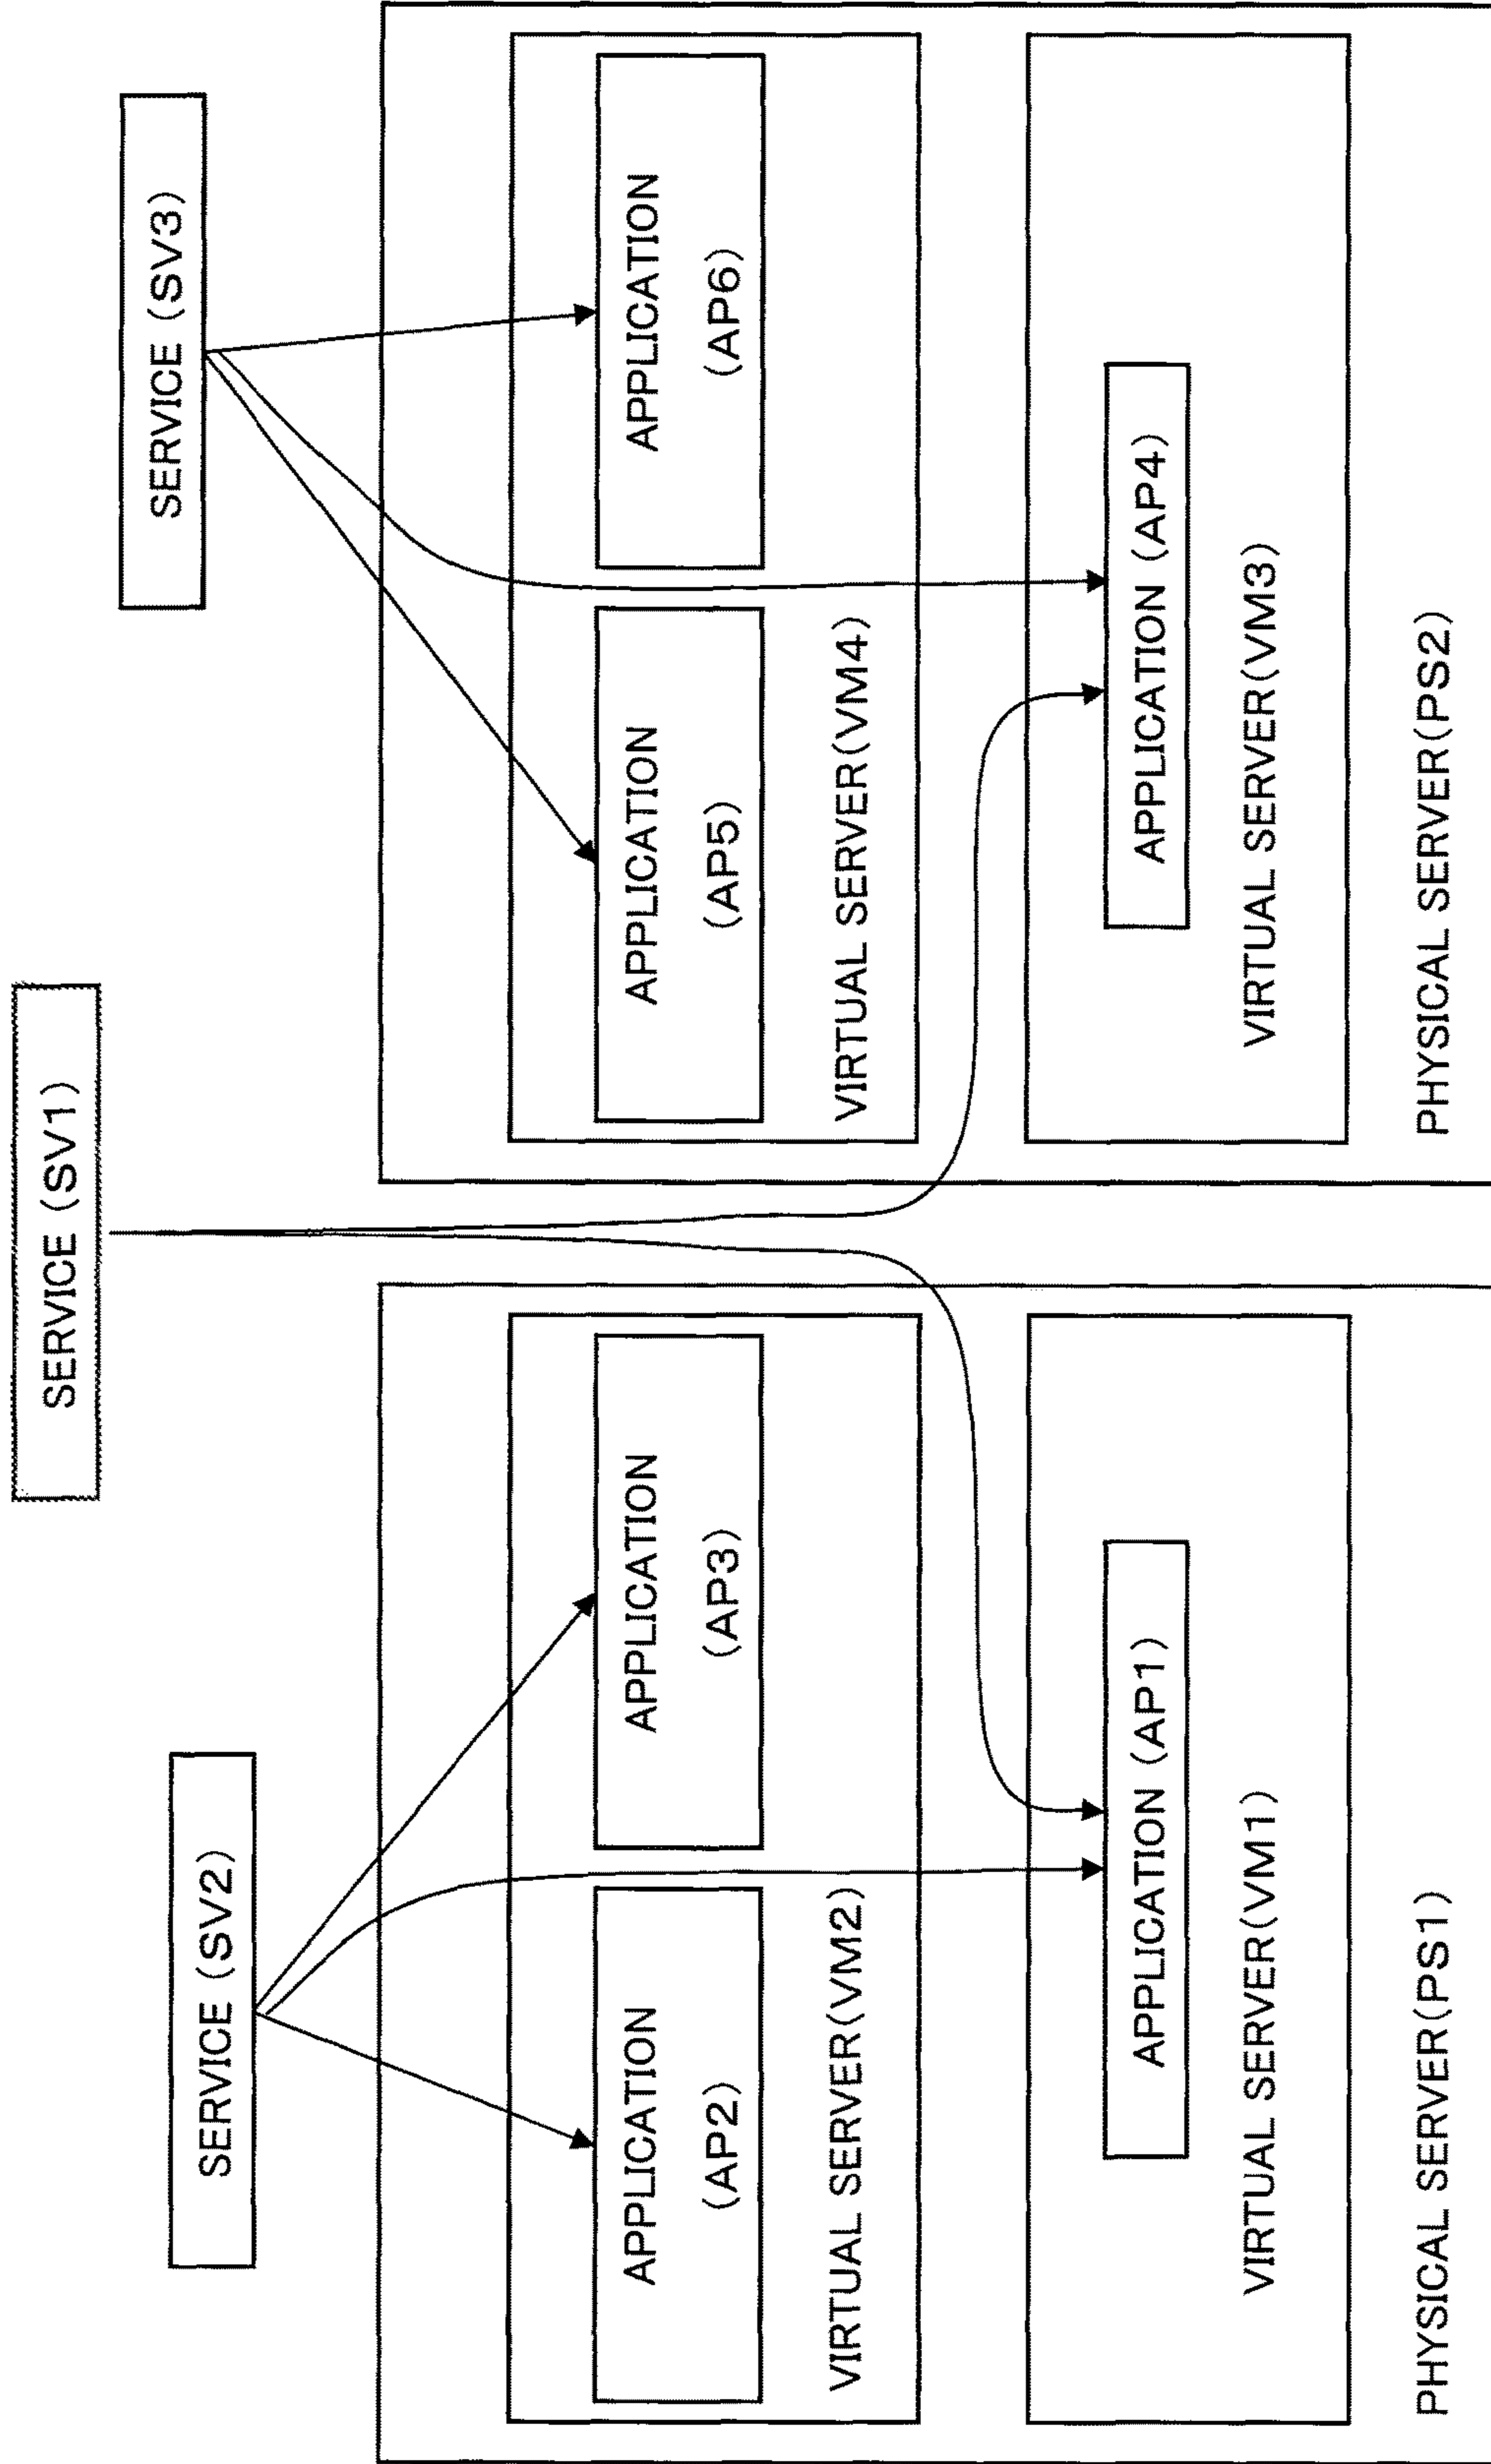 SERVICE (SV1)
SERVICE (SV2)
SERVICE (SV3)
APPLICATION
(AP2)
APPLICATION
(AP3)
VIRTUAL SERVER(VM2)
APPLICATION (AP1)
VIRTUAL SERVER(VM1)
PHYSICAL SERVER(PS1)
APPLICATION
(AP5)
APPLICATION
(AP6)
VIRTUAL SERVER(VM4)
APPLICATION (AP4)
VIRTUAL SERVER(VM3)
PHYSICAL SERVER(PS2)